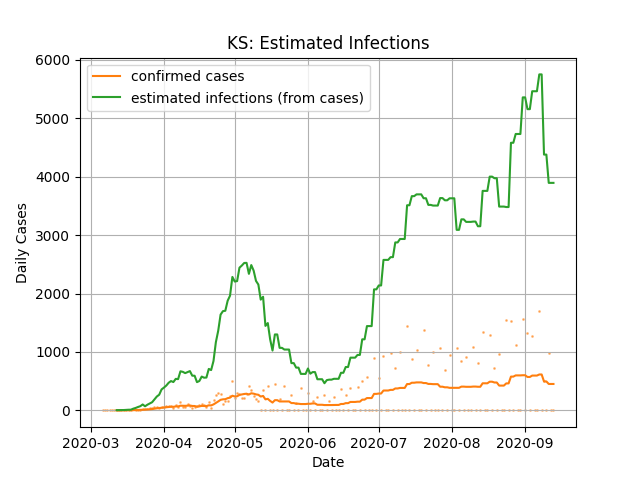 KS: Estimated Infections
confirmed cases
estimated infections (from cases)
6000
5000
4000
3000
2000
1000
0
Daily Cases
2020-03 2020-04 2020-05 2020-06 2020-07 2020-08 2020-09
Date